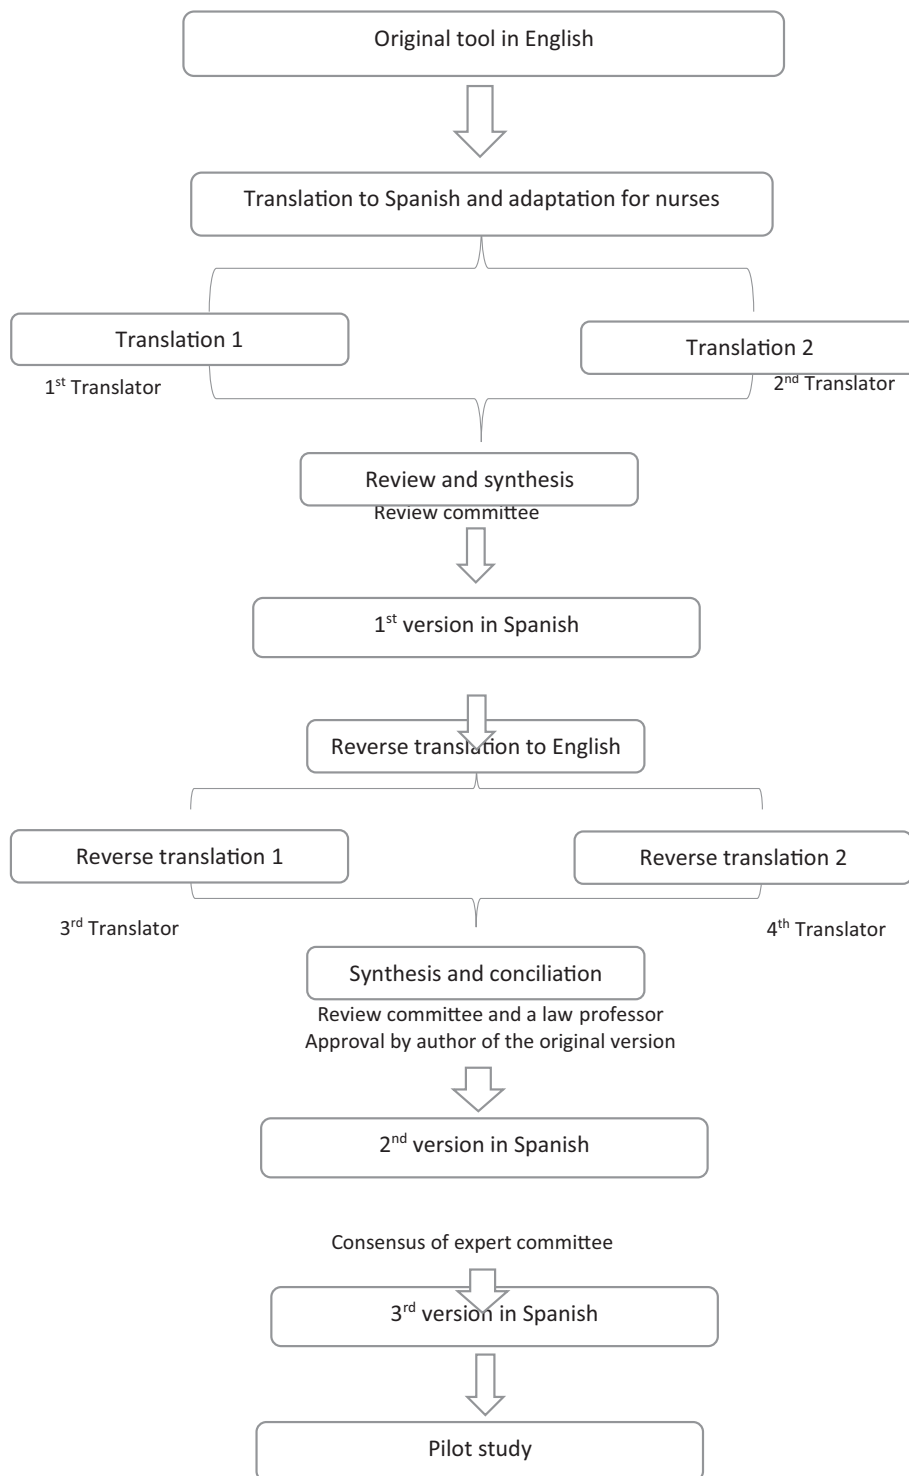 Original tool in English
Translation to Spanish and adaptation for nurses
Translation 1
Translation 2
1st Translator
2nd Translator
Review and synthesis
Review committee
1st version in Spanish
Reverse translation to English
Reverse translation 1
Reverse translation 2
3rd Translator
4th Translator
Synthesis and conciliation
Review committee and a law professor
Approval by author of the original version
2nd version in Spanish
Consensus of expert committee
3rd version in Spanish
Pilot study